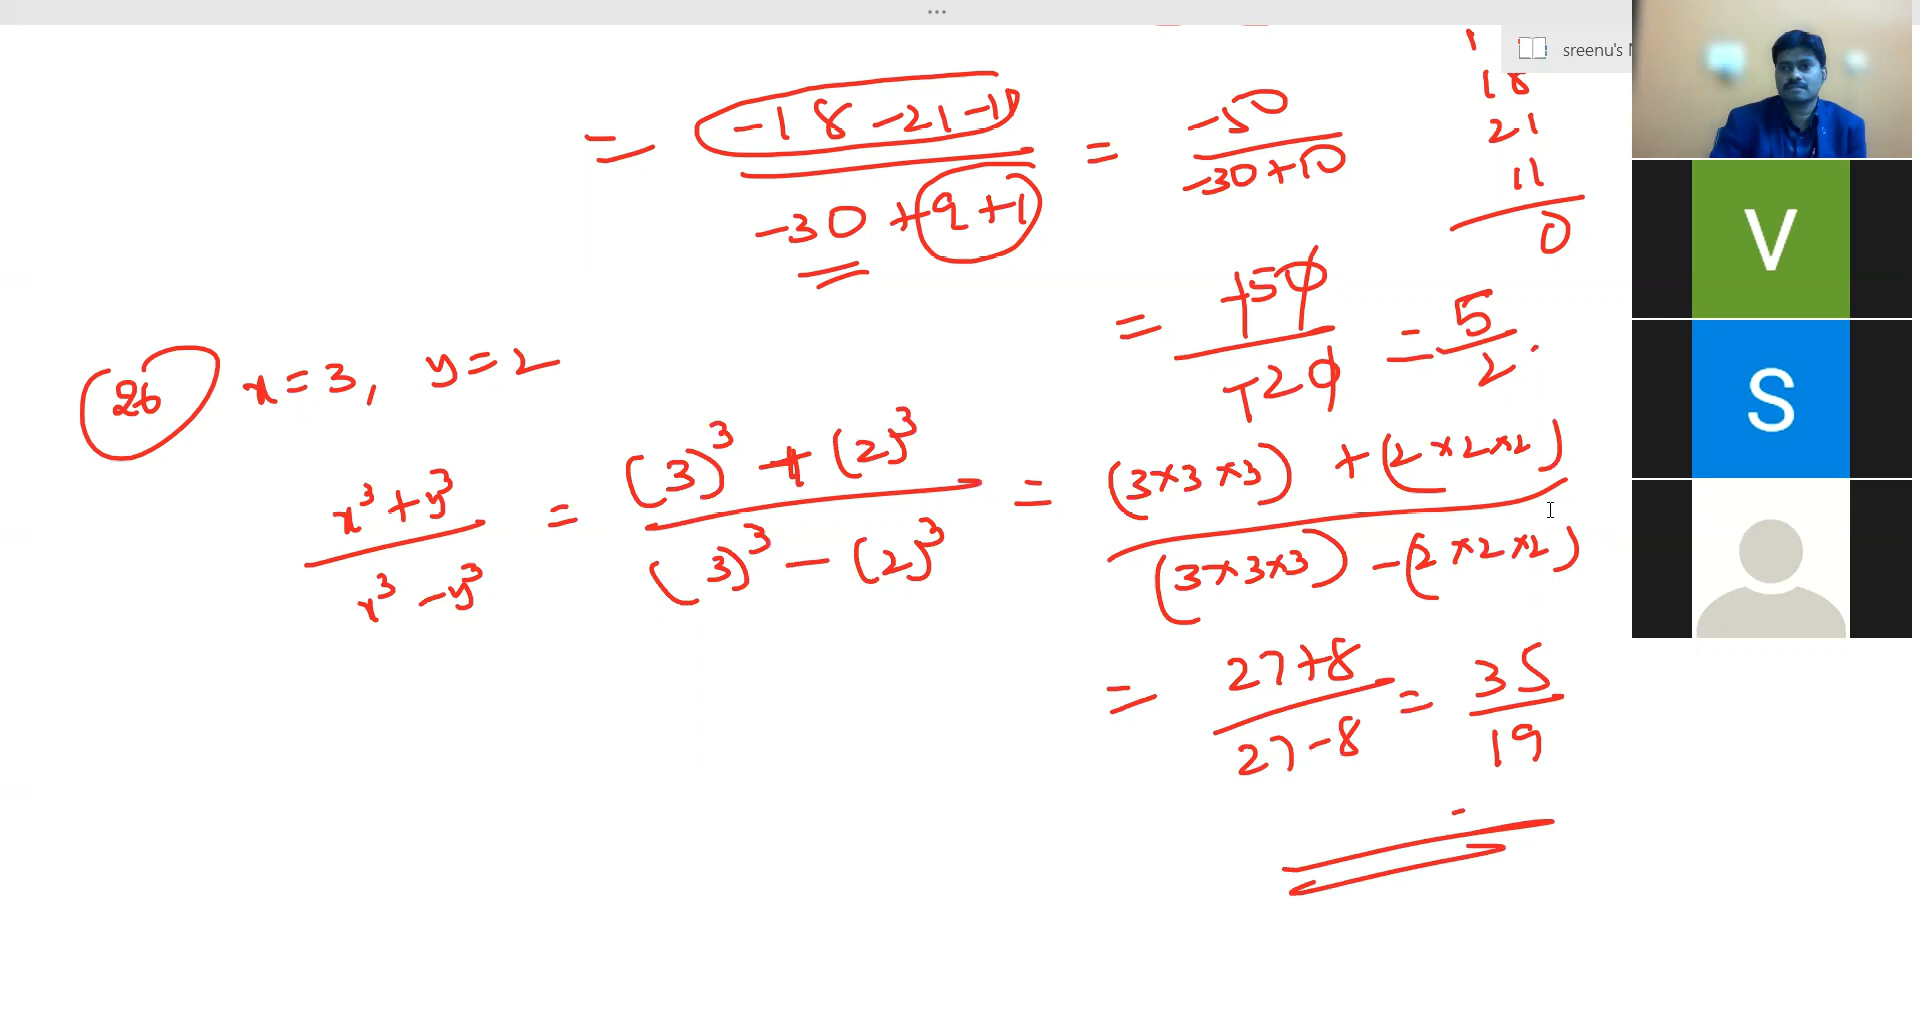 ...
sreenu's
1
18
21
11
0
= (-18-21-11)/(-30+9+1) = (-50)/(-30+10)
= (+50)/(+20) = 5/2.
26 x=3, y=2
(x³+y³)/(x³-y³) = ((3)³+(2)³)/((3)³-(2)³) = ((3×3×3)+(2×2×2))/((3×3×3)-(2×2×2))
= (27+8)/(27-8) = 35/19
V
S